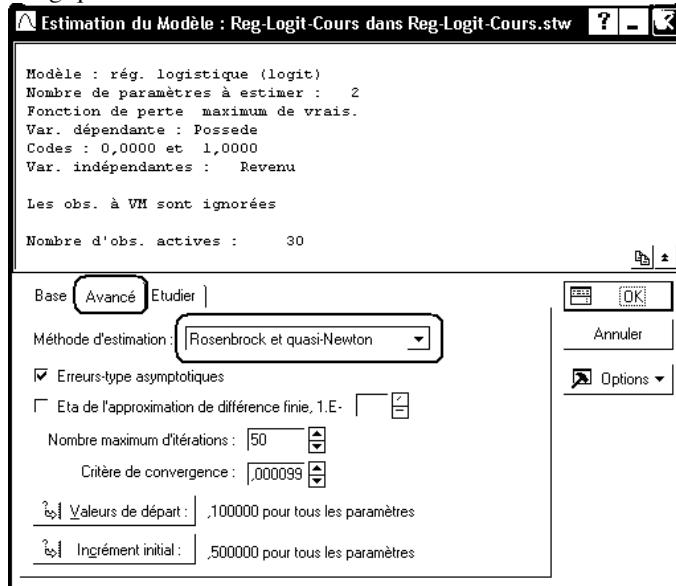 Estimation du Modèle : Reg-Logit-Cours dans Reg-Logit-Cours.stw
Modèle : rég. logistique (logit)
Nombre de paramètres à estimer : 2
Fonction de perte maximum de vrais.
Var. dépendante : Possede
Codes : 0,0000 et 1,0000
Var. indépendantes : Revenu
Les obs. à VM sont ignorées
Nombre d'obs. actives : 30
Base Avancé Etudier
OK
Méthode d'estimation : Rosenbrock et quasi-Newton
Annuler
Erreurs-type asymptotiques
Options
Eta de l'approximation de différence finie, 1.E-
Nombre maximum d'itérations : 50
Critère de convergence : ,000099
Valeurs de départ : ,100000 pour tous les paramètres
Incrément initial : ,500000 pour tous les paramètres